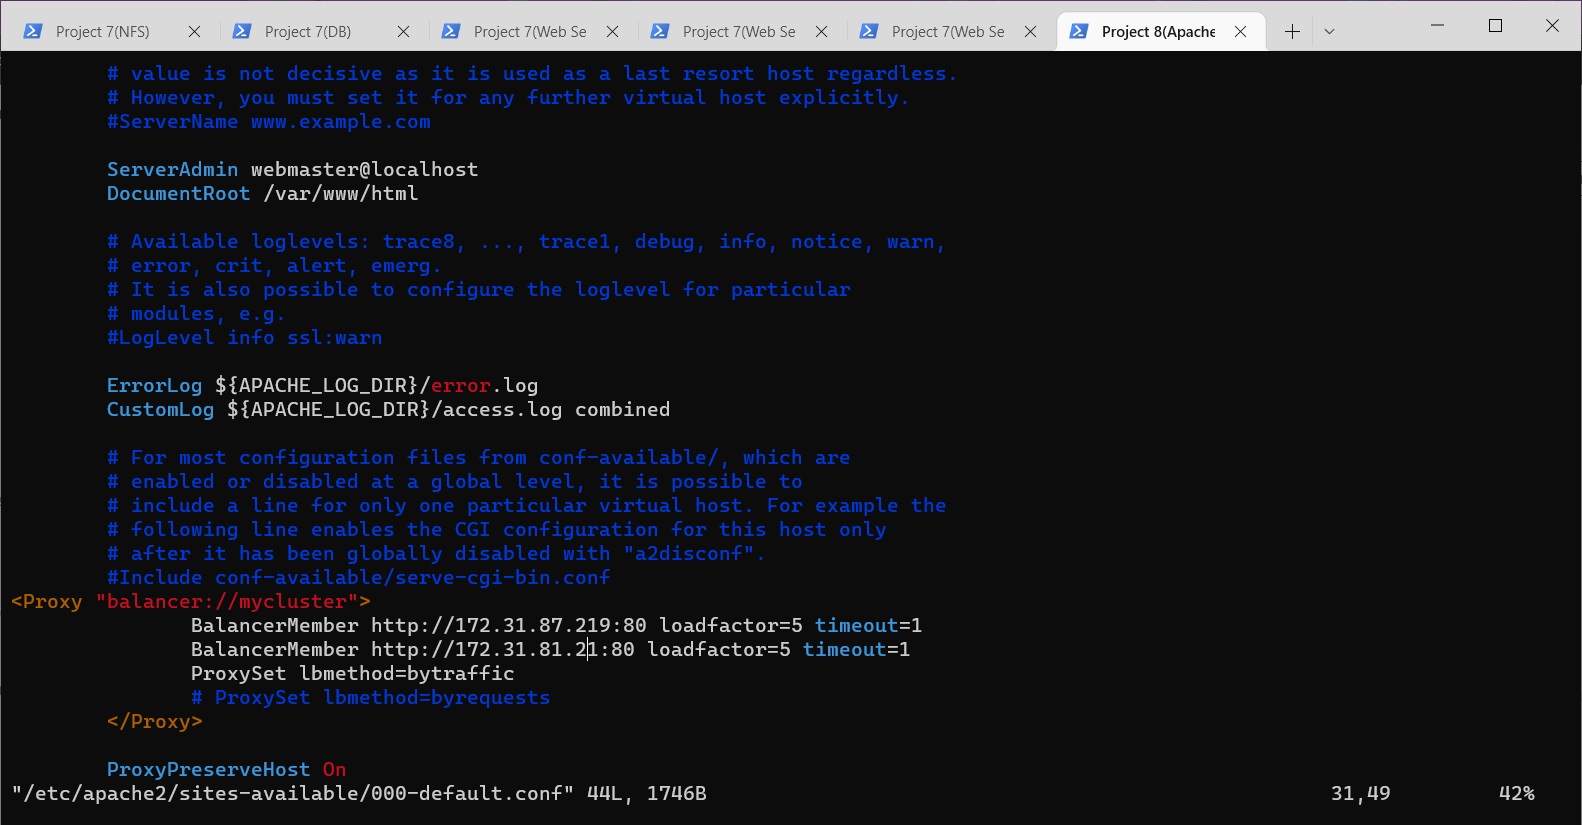 Project 7(NFS) Project 7(DB) Project 7(Web Se Project 7(Web Se Project 7(Web Se Project 8(Apache
# value is not decisive as it is used as a last resort host regardless.
# However, you must set it for any further virtual host explicitly.
#ServerName www.example.com
ServerAdmin webmaster@localhost
DocumentRoot /var/www/html
# Available loglevels: trace8, ..., trace1, debug, info, notice, warn,
# error, crit, alert, emerg.
# It is also possible to configure the loglevel for particular
# modules, e.g.
#LogLevel info ssl:warn
ErrorLog ${APACHE_LOG_DIR}/error.log
CustomLog ${APACHE_LOG_DIR}/access.log combined
# For most configuration files from conf-available/, which are
# enabled or disabled at a global level, it is possible to
# include a line for only one particular virtual host. For example the
# following line enables the CGI configuration for this host only
# after it has been globally disabled with "a2disconf".
#Include conf-available/serve-cgi-bin.conf
<Proxy "balancer://mycluster">
BalancerMember http://172.31.87.219:80 loadfactor=5 timeout=1
BalancerMember http://172.31.81.21:80 loadfactor=5 timeout=1
ProxySet lbmethod=bytraffic
# ProxySet lbmethod=byrequests
</Proxy>
ProxyPreserveHost On
"/etc/apache2/sites-available/000-default.conf" 44L, 1746B 31,49 42%